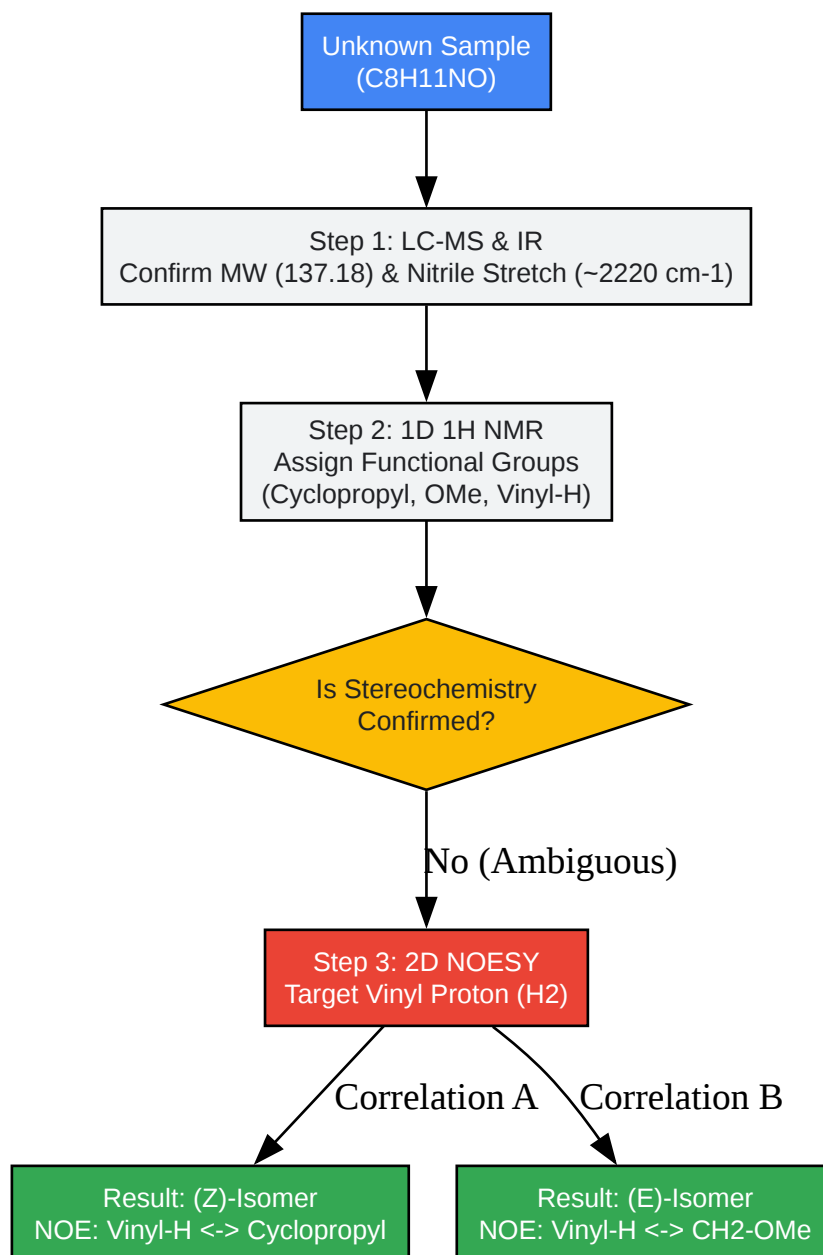 Unknown Sample
(C8H11NO)
Step 1: LC-MS & IR
Confirm MW (137.18) & Nitrile Stretch (~2220 cm-1)
Step 2: 1D 1H NMR
Assign Functional Groups
(Cyclopropyl, OMe, Vinyl-H)
Is Stereochemistry
Confirmed?
No (Ambiguous)
Step 3: 2D NOESY
Target Vinyl Proton (H2)
Correlation A
Correlation B
Result: (Z)-Isomer
NOE: Vinyl-H <-> Cyclopropyl
Result: (E)-Isomer
NOE: Vinyl-H <-> CH2-OMe